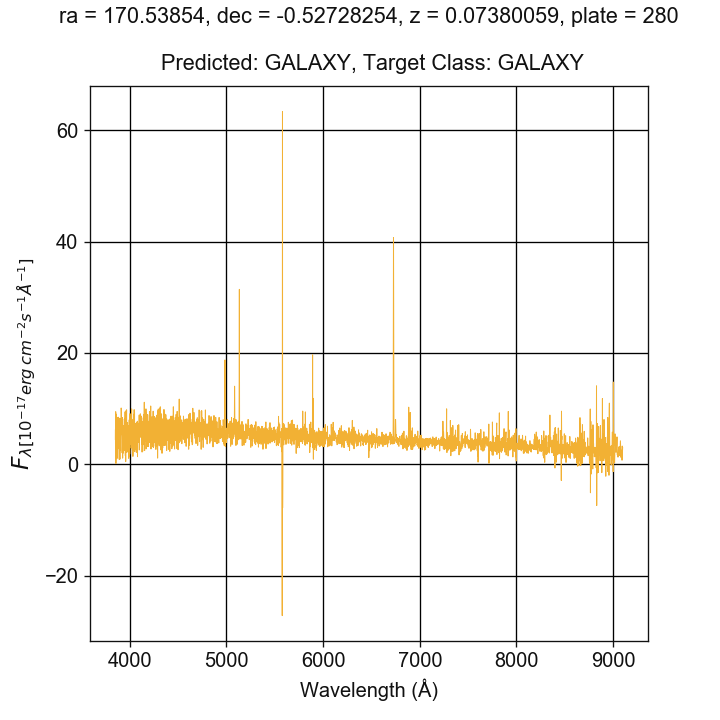 ra = 170.53854, dec = -0.52728254, z = 0.07380059, plate = 280
Predicted: GALAXY, Target Class: GALAXY
60
40
20
0
−20
F_{λ[10^{−17} erg cm^{−2} s^{−1} Å^{−1}]}
4000 5000 6000 7000 8000 9000
Wavelength (Å)